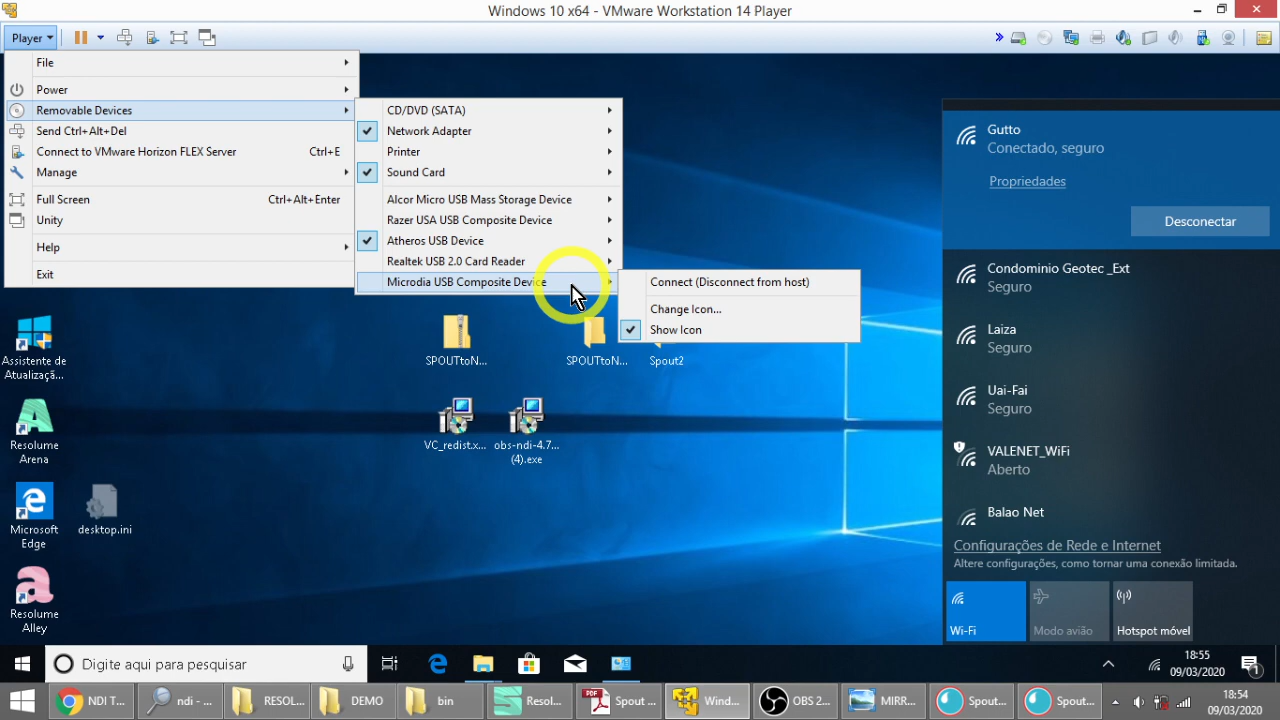 Windows 10 x64 - VMware Workstation 14 Player
Player
File
Power
Removable Devices
Send Ctrl+Alt+Del
Connect to VMware Horizon FLEX Server Ctrl+E
Manage
Full Screen Ctrl+Alt+Enter
Unity
Help
Exit
CD/DVD (SATA)
Network Adapter
Printer
Sound Card
Alcor Micro USB Mass Storage Device
Razer USA USB Composite Device
Atheros USB Device
Realtek USB 2.0 Card Reader
Microdia USB Composite Device
Connect (Disconnect from host)
Change Icon...
Show Icon
Assistente de
Atualizaçã...
Resolume
Arena
Microsoft
Edge
desktop.ini
Resolume
Alley
SPOUTtoN...
SPOUTtoN...
Spout2
VC_redist.x...
obs-ndi-4.7...
(4).exe
Gutto
Conectado, seguro
Propriedades
Desconectar
Condominio Geotec _Ext
Seguro
Laiza
Seguro
Uai-Fai
Seguro
VALENET_WiFi
Aberto
Balao Net
Configurações de Rede e Internet
Altere configurações, como tornar uma conexão limitada.
Wi-Fi
Modo avião
Hotspot móvel
Digite aqui para pesquisar
18:55
09/03/2020
1
NDI T...
ndi - ...
RESOL...
DEMO
bin
Resol...
Spout ...
Wind...
OBS 2...
MIRR...
Spout...
Spout...
18:54
09/03/2020